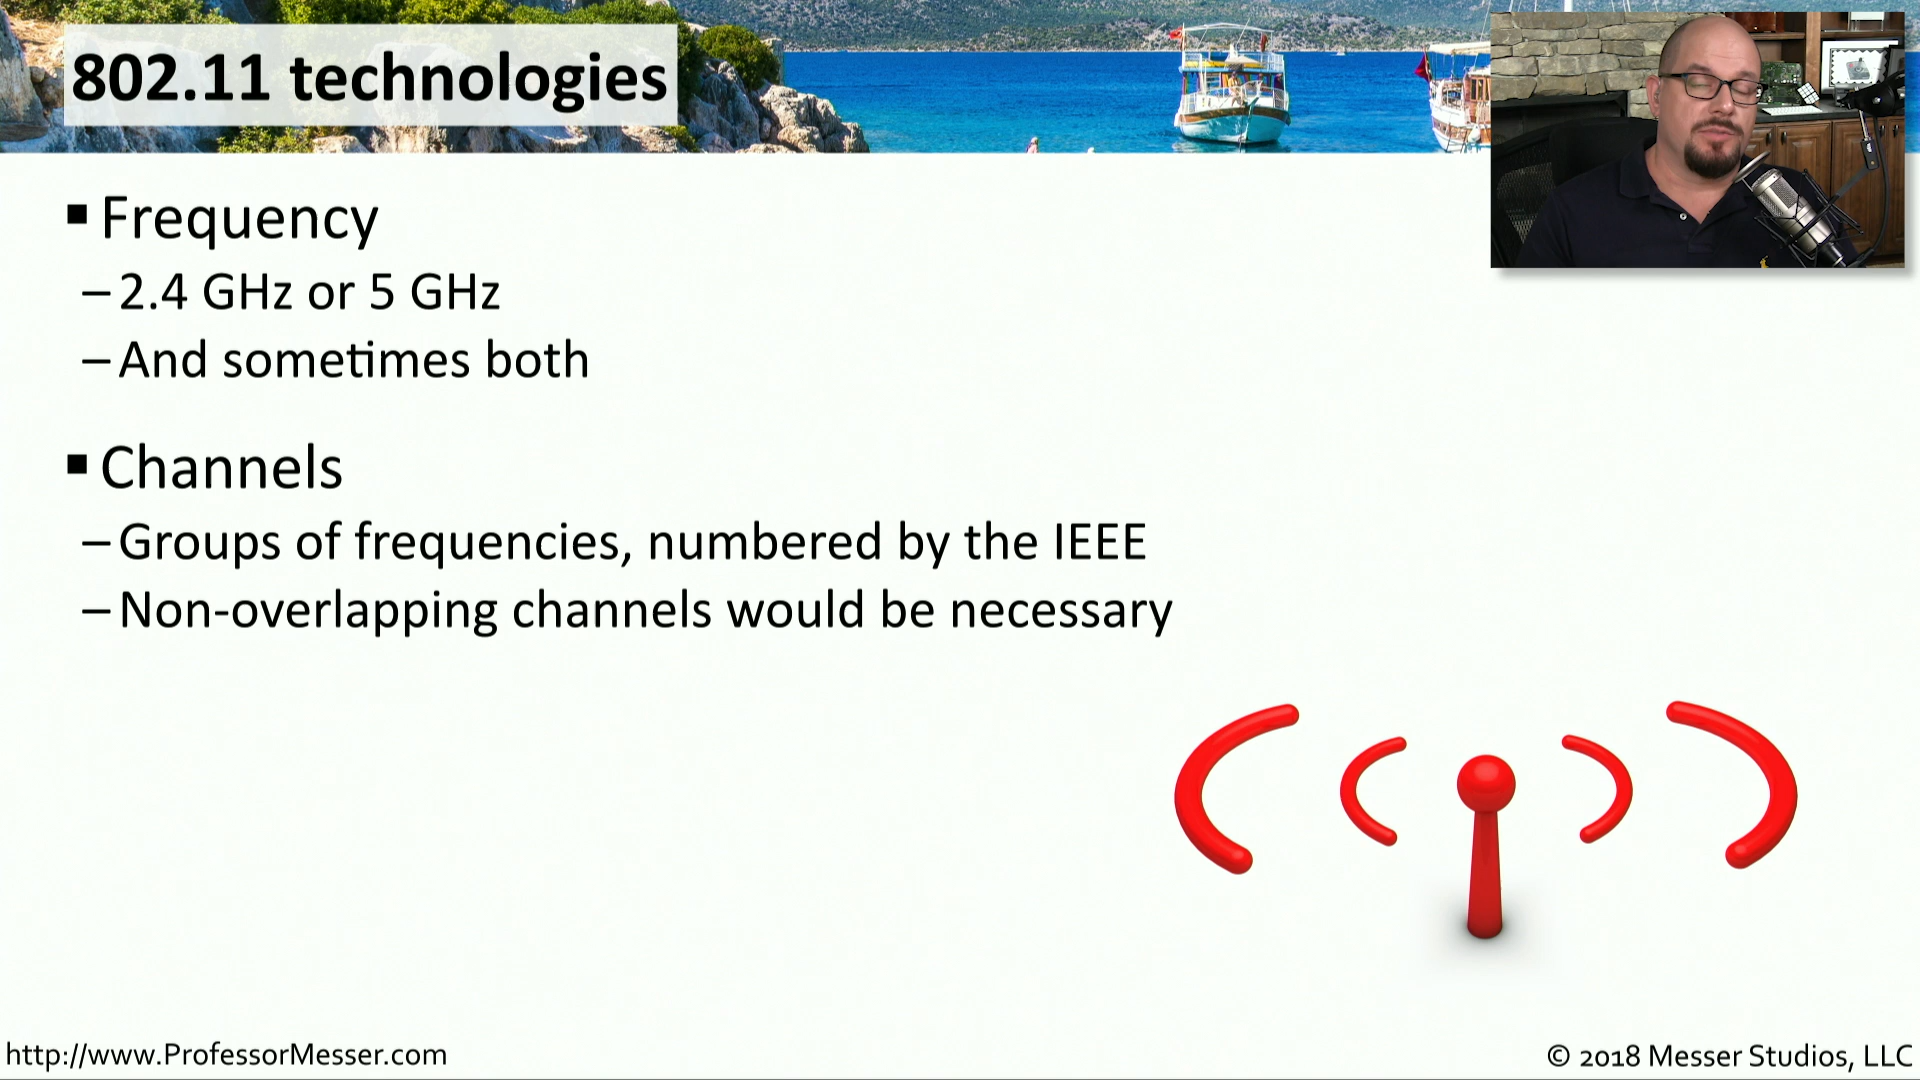 802.11 technologies
▪ Frequency
– 2.4 GHz or 5 GHz
– And sometimes both
▪ Channels
– Groups of frequencies, numbered by the IEEE
– Non-overlapping channels would be necessary
http://www.ProfessorMesser.com
© 2018 Messer Studios, LLC